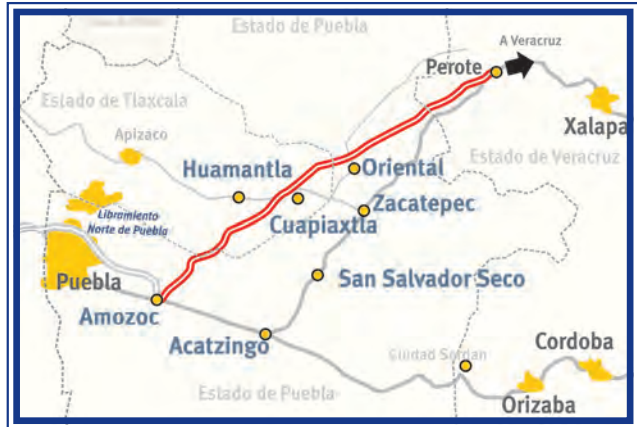 Estado de Puebla
A Veracruz
Perote
Estado de Tlaxcala
Xalapa
Apizaco
Huamantla
Oriental
Estado de Veracruz
Zacatepec
Libramiento
Norte de Puebla
Cuapiaxtla
Puebla
San Salvador Seco
Amozoc
Acatzingo
Cordoba
Ciudad Serdan
Estado de Puebla
Orizaba